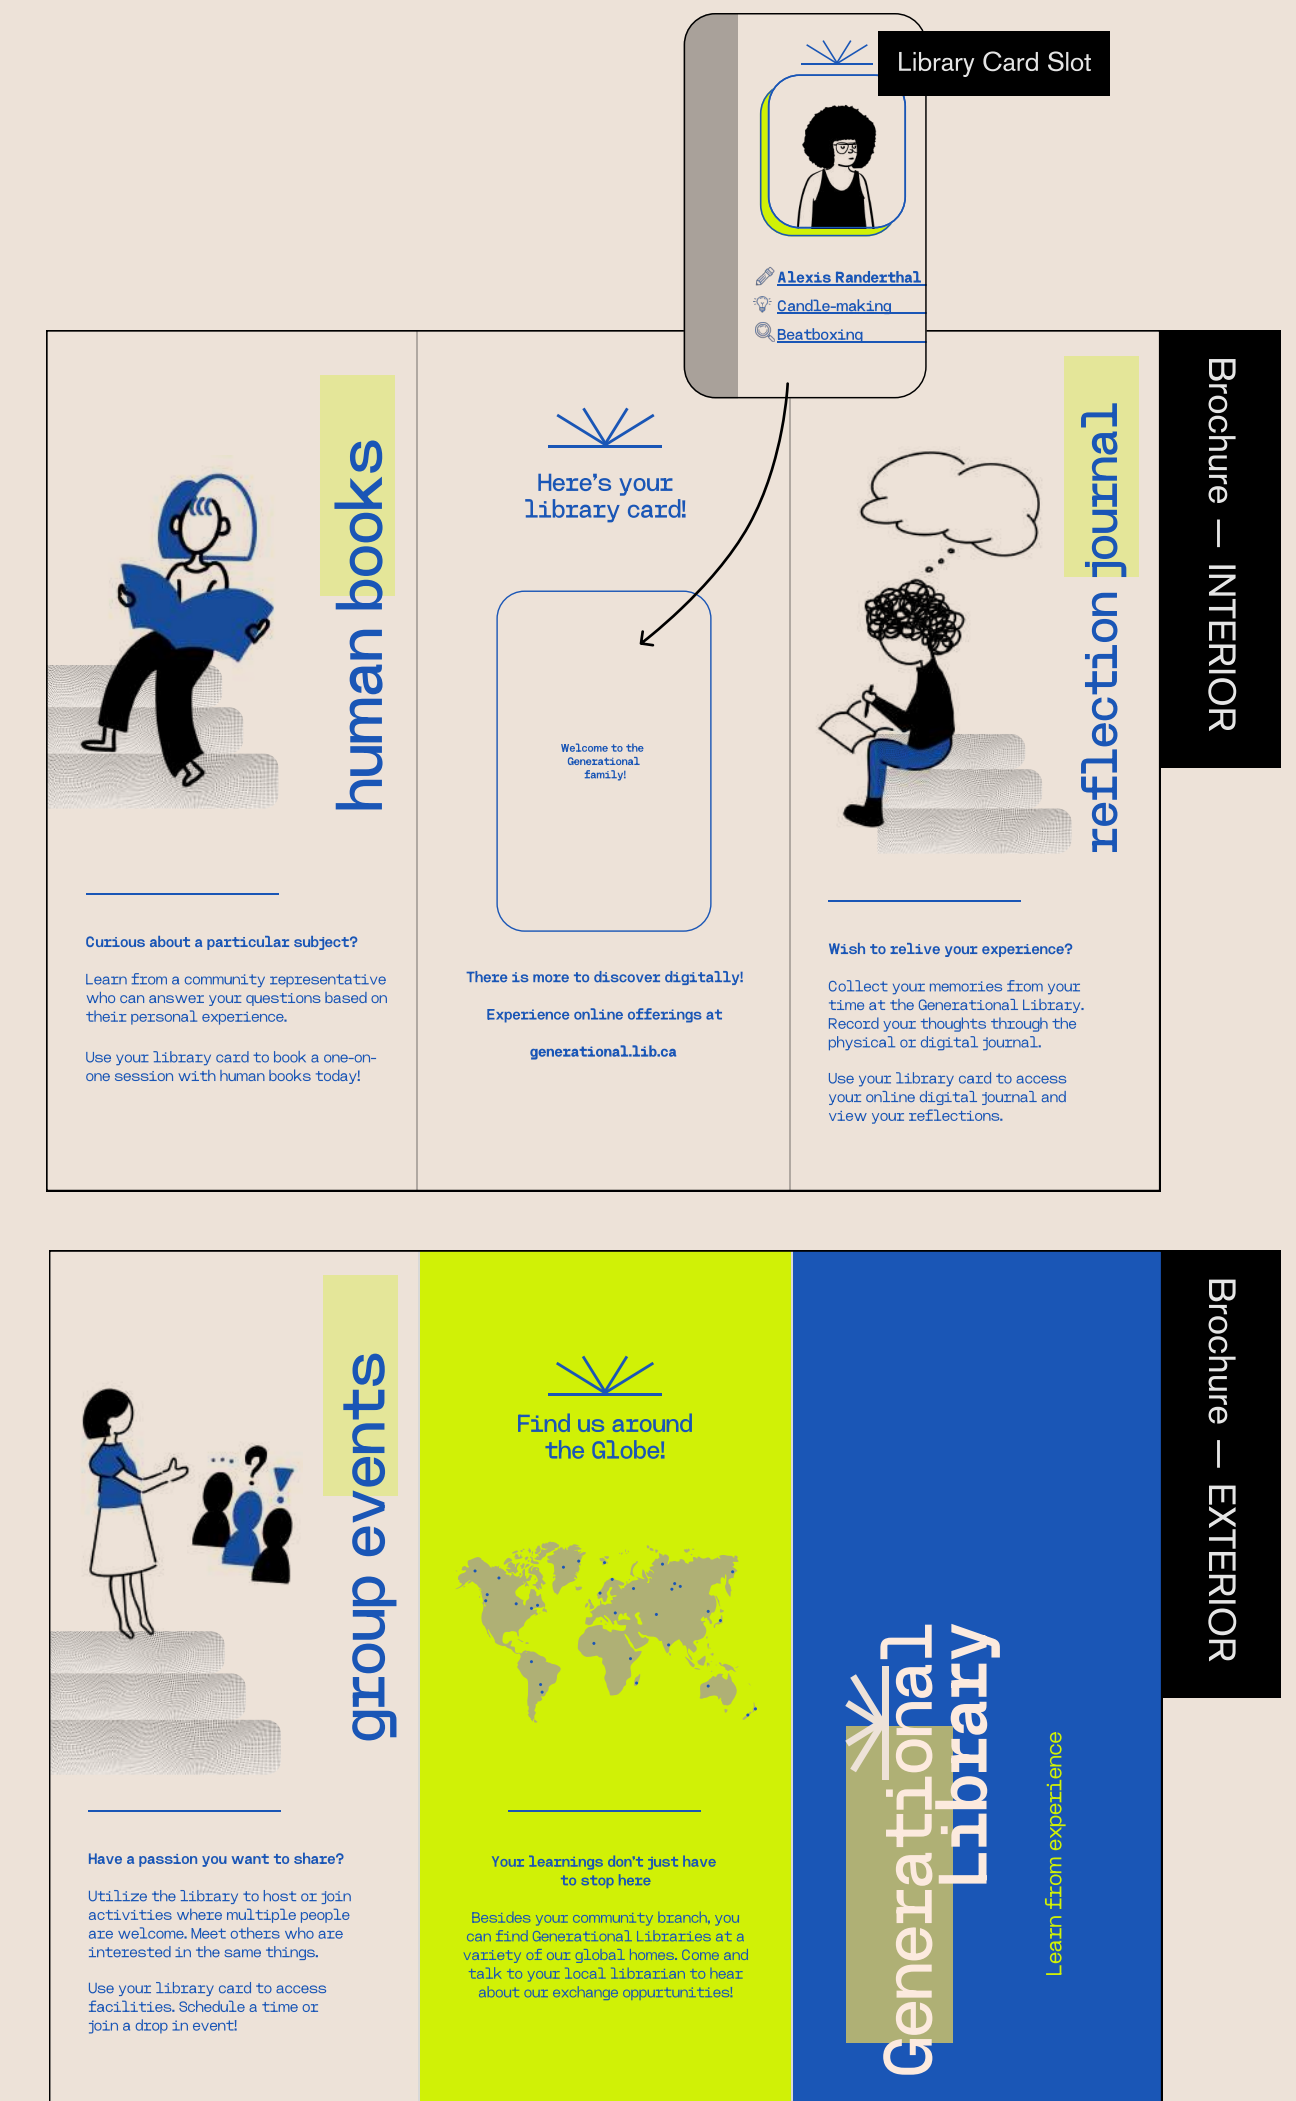 Library Card Slot
Alexis Randerthal
Candle-making
Beatboxing
Brochure — INTERIOR
human books
Curious about a particular subject?
Learn from a community representative
who can answer your questions based on
their personal experience.
Use your library card to book a one-on-
one session with human books today!
Here's your
library card!
Welcome to the
Generational
family!
There is more to discover digitally!
Experience online offerings at
generational.lib.ca
reflection journal
Wish to relive your experience?
Collect your memories from your
time at the Generational Library.
Record your thoughts through the
physical or digital journal.
Use your library card to access
your online digital journal and
view your reflections.
Brochure — EXTERIOR
group events
...?!
Have a passion you want to share?
Utilize the library to host or join
activities where multiple people
are welcome. Meet others who are
interested in the same things.
Use your library card to access
facilities. Schedule a time or
join a drop in event!
Find us around
the Globe!
Your learnings don't just have
to stop here
Besides your community branch, you
can find Generational Libraries at a
variety of our global homes. Come and
talk to your local librarian to hear
about our exchange oppurtunities!
Generational
Library
Learn from experience